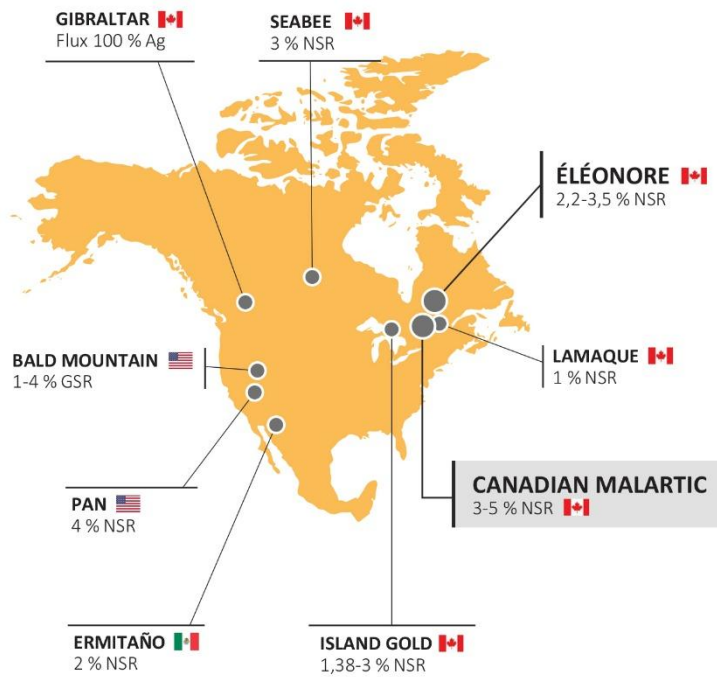 GIBRALTAR
Flux 100 % Ag
SEABEE
3 % NSR
ÉLÉONORE
2,2-3,5 % NSR
BALD MOUNTAIN
1-4 % GSR
LAMAQUE
1 % NSR
PAN
4 % NSR
CANADIAN MALARTIC
3-5 % NSR
ERMITAÑO
2 % NSR
ISLAND GOLD
1,38-3 % NSR